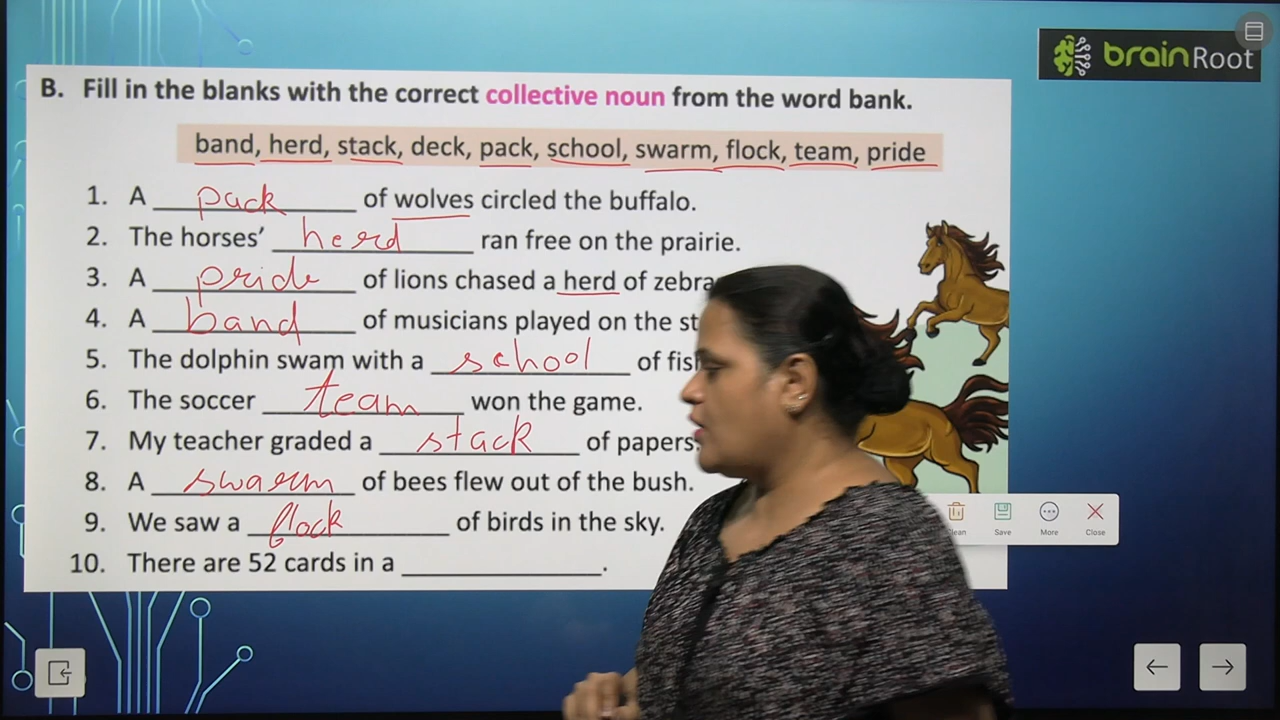 brainRoot
B. Fill in the blanks with the correct collective noun from the word bank.
band, herd, stack, deck, pack, school, swarm, flock, team, pride
1. A pack of wolves circled the buffalo.
2. The horses’ herd ran free on the prairie.
3. A pride of lions chased a herd of
4. A band of musicians played on the
5. The dolphin swam with a school of
6. The soccer team won the game.
7. My teacher graded a stack of papers
8. A swarm of bees flew out of the bush.
9. We saw a flock of birds in the sky.
10. There are 52 cards in a ____________.
Save More Close